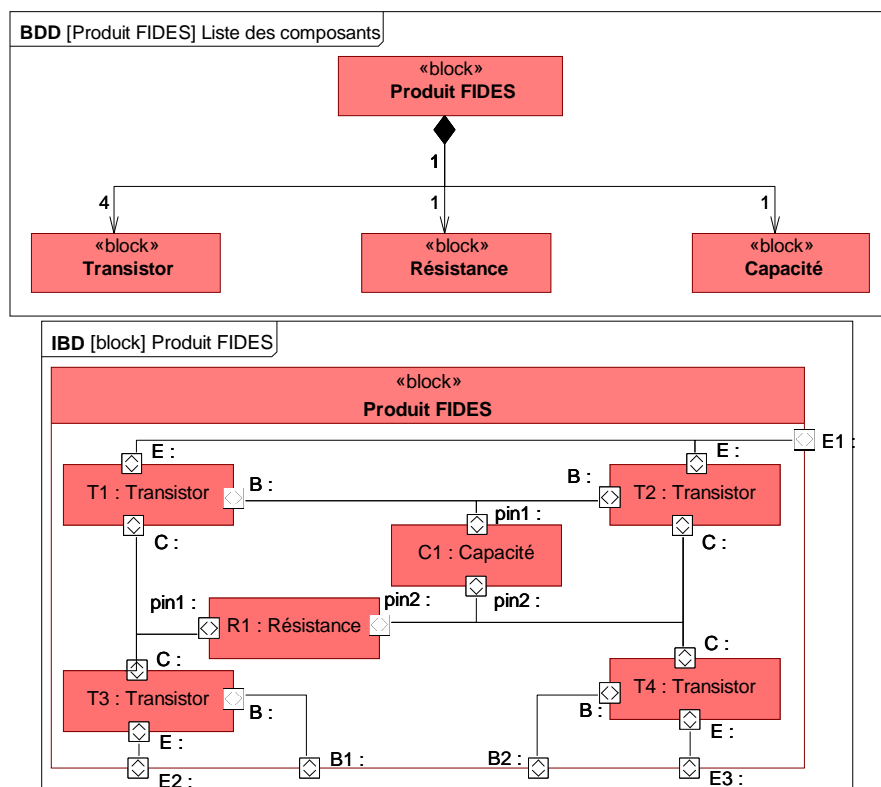 BDD [Produit FIDES] Liste des composants
«block»
Produit FIDES
1
4
1
1
«block»
Transistor
«block»
Résistance
«block»
Capacité
IBD [block] Produit FIDES
«block»
Produit FIDES
E1 :
E :
E :
T1 : Transistor
B :
B :
T2 : Transistor
pin1 :
C :
C :
C1 : Capacité
pin1 :
pin2 :
pin2 :
R1 : Résistance
C :
C :
T3 : Transistor
T4 : Transistor
B :
B :
E :
E :
B1 :
B2 :
E2 :
E3 :